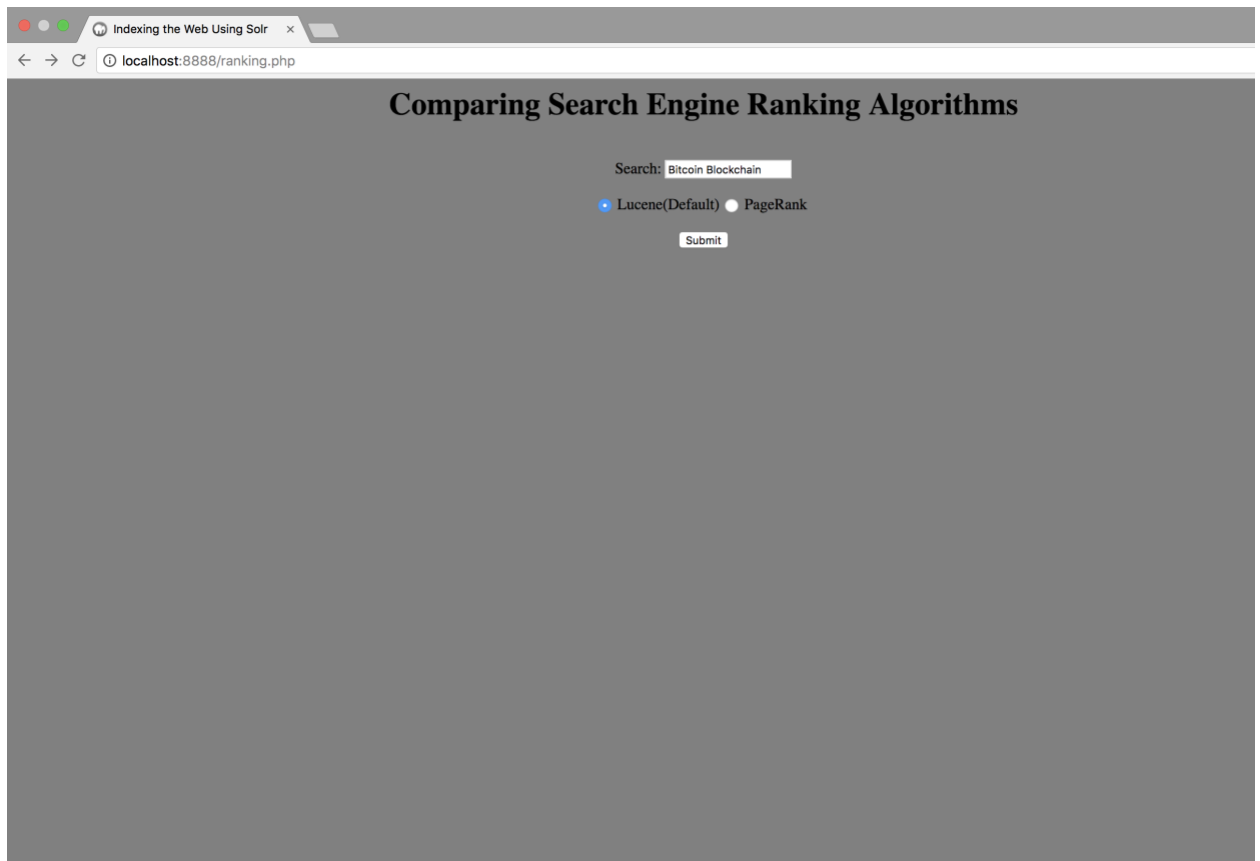 Indexing the Web Using Solr
localhost:8888/ranking.php
Comparing Search Engine Ranking Algorithms
Search: Bitcoin Blockchain
Lucene(Default) PageRank
Submit